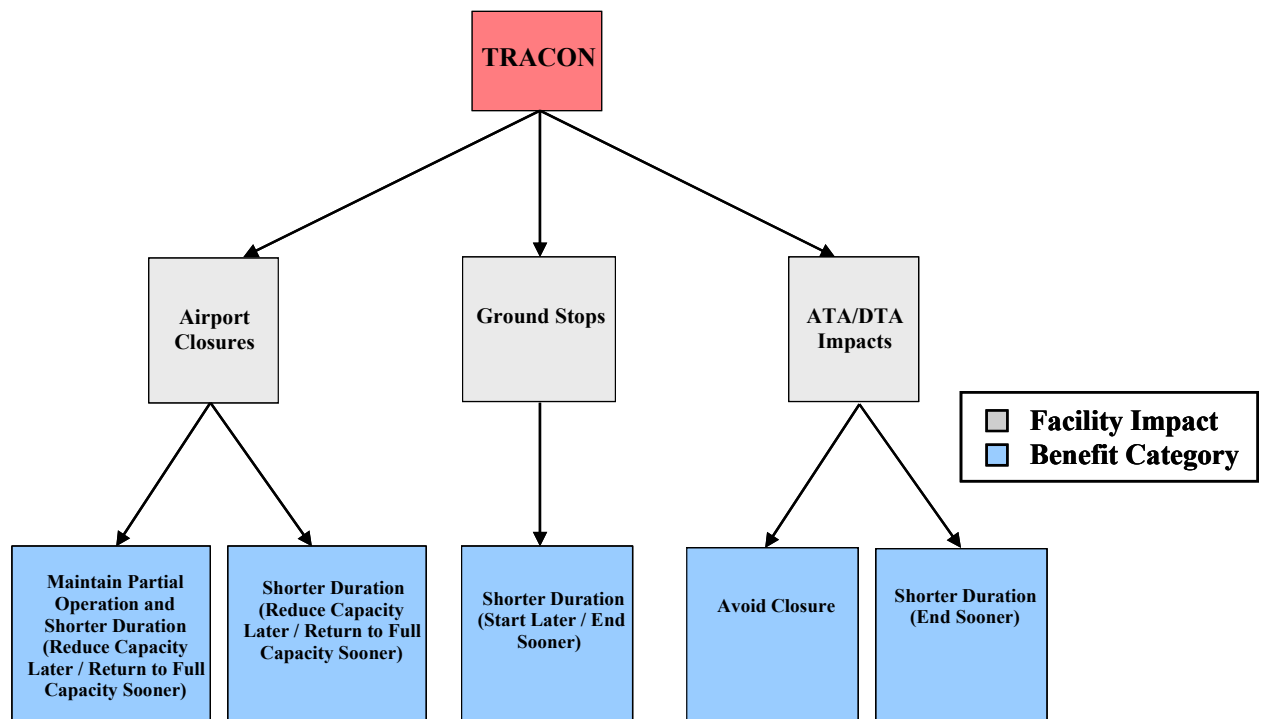 TRACON
Airport
Closures
Ground Stops
ATA/DTA
Impacts
Facility Impact
Benefit Category
Maintain Partial
Operation and
Shorter Duration
(Reduce Capacity
Later / Return to Full
Capacity Sooner)
Shorter Duration
(Reduce Capacity
Later / Return to Full
Capacity Sooner)
Shorter Duration
(Start Later / End
Sooner)
Avoid Closure
Shorter Duration
(End Sooner)